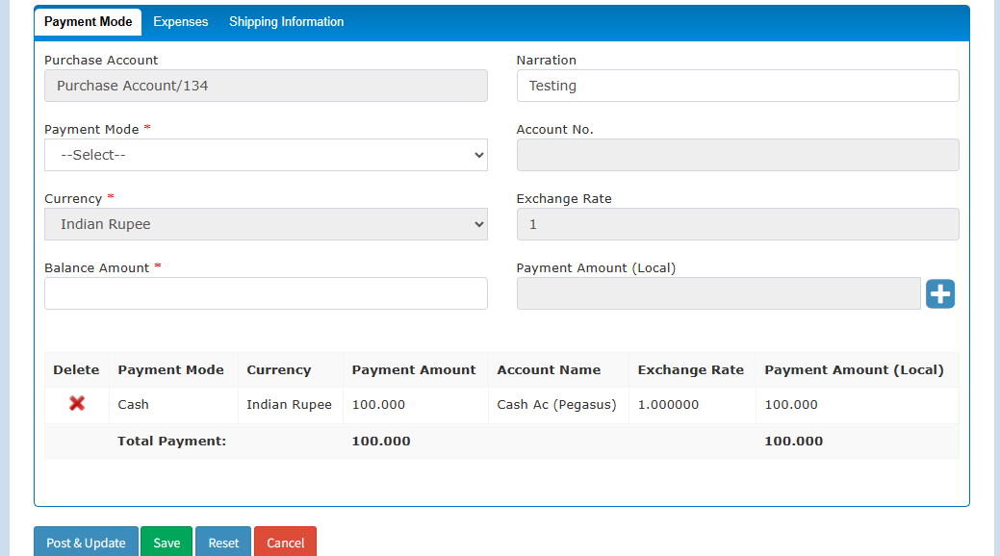 Payment Mode Expenses Shipping Information
Purchase Account Narration
Purchase Account/134 Testing
Payment Mode * Account No.
--Select--
Currency * Exchange Rate
Indian Rupee 1
Balance Amount * Payment Amount (Local)
Delete Payment Mode Currency Payment Amount Account Name Exchange Rate Payment Amount (Local)
Cash Indian Rupee 100.000 Cash Ac (Pegasus) 1.000000 100.000
Total Payment: 100.000 100.000
Post & Update Save Reset Cancel